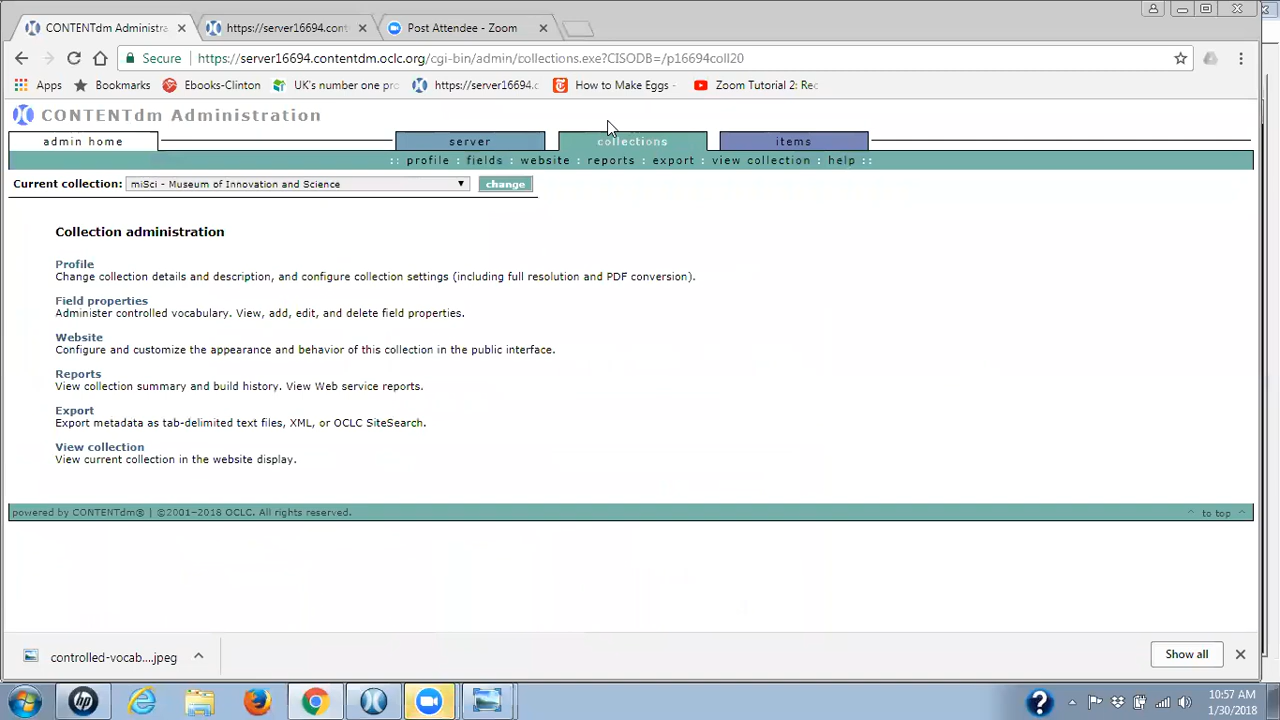 CONTENTdm Administra
https://server16694.cont
Post Attendee - Zoom
Secure
https://server16694.contentdm.oclc.org/cgi-bin/admin/collections.exe?CISODB=/p16694coll20
Apps
Bookmarks
Ebooks-Clinton
UK's number one pro
https://server16694.c
How to Make Eggs -
Zoom Tutorial 2: Rec
CONTENTdm Administration
admin home
server
collections
items
:: profile : fields : website : reports : export : view collection : help ::
Current collection: miSci - Museum of Innovation and Science
change
Collection administration
Profile
Change collection details and description, and configure collection settings (including full resolution and PDF conversion).
Field properties
Administer controlled vocabulary. View, add, edit, and delete field properties.
Website
Configure and customize the appearance and behavior of this collection in the public interface.
Reports
View collection summary and build history. View Web service reports.
Export
Export metadata as tab-delimited text files, XML, or OCLC SiteSearch.
View collection
View current collection in the website display.
powered by CONTENTdm® | ©2001-2018 OCLC. All rights reserved.
^ to top ^
controlled-vocab....jpeg
Show all
10:57 AM
1/30/2018